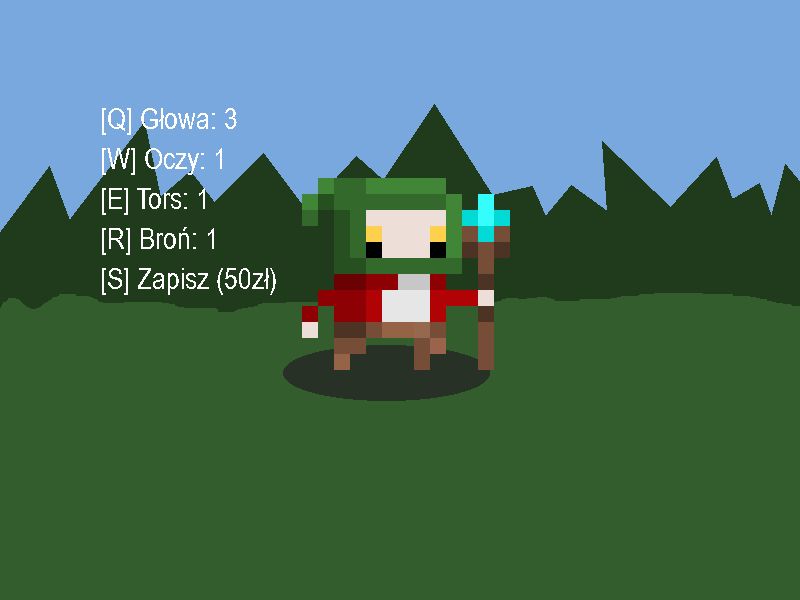 [Q] Głowa: 3
[W] Oczy: 1
[E] Tors: 1
[R] Broń: 1
[S] Zapisz (50zł)